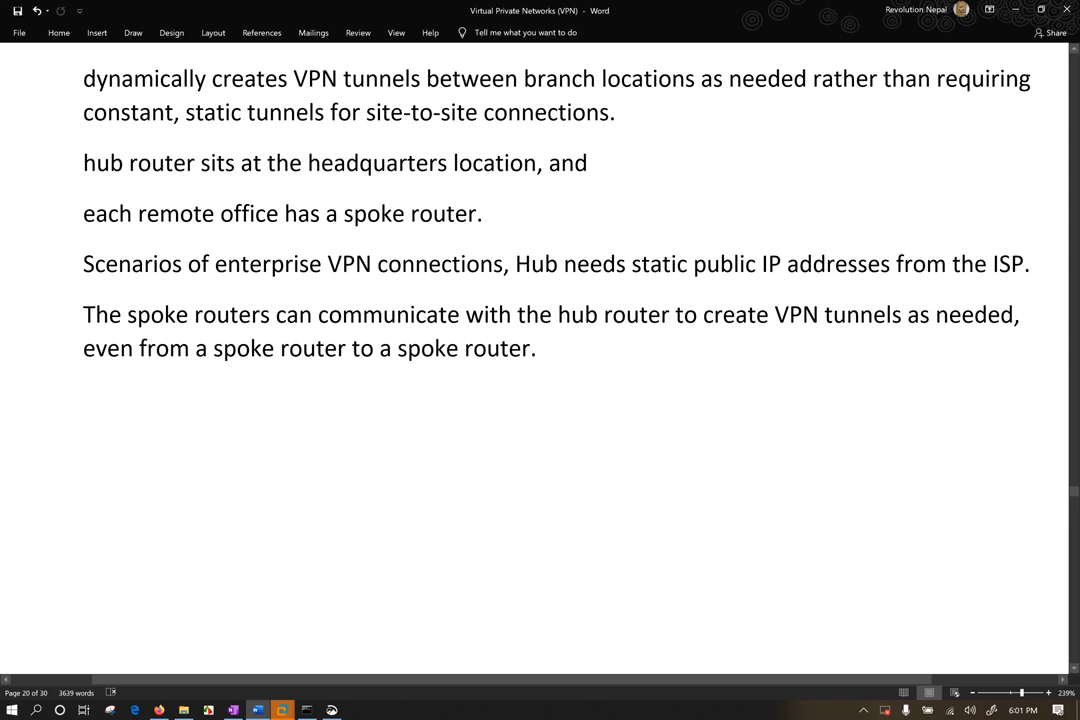 Virtual Private Networks (VPN) - Word
Revolution Nepal
File Home Insert Draw Design Layout References Mailings Review View Help Tell me what you want to do Share
dynamically creates VPN tunnels between branch locations as needed rather than requiring
constant, static tunnels for site-to-site connections.
hub router sits at the headquarters location, and
each remote office has a spoke router.
Scenarios of enterprise VPN connections, Hub needs static public IP addresses from the ISP.
The spoke routers can communicate with the hub router to create VPN tunnels as needed,
even from a spoke router to a spoke router.
Page 20 of 30 3639 words 239%
6:01 PM